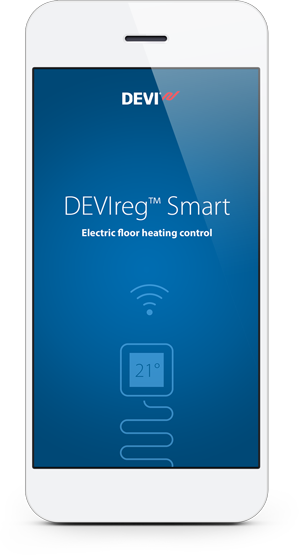 DEVI
DEVIreg™ Smart
Electric floor heating control
21°